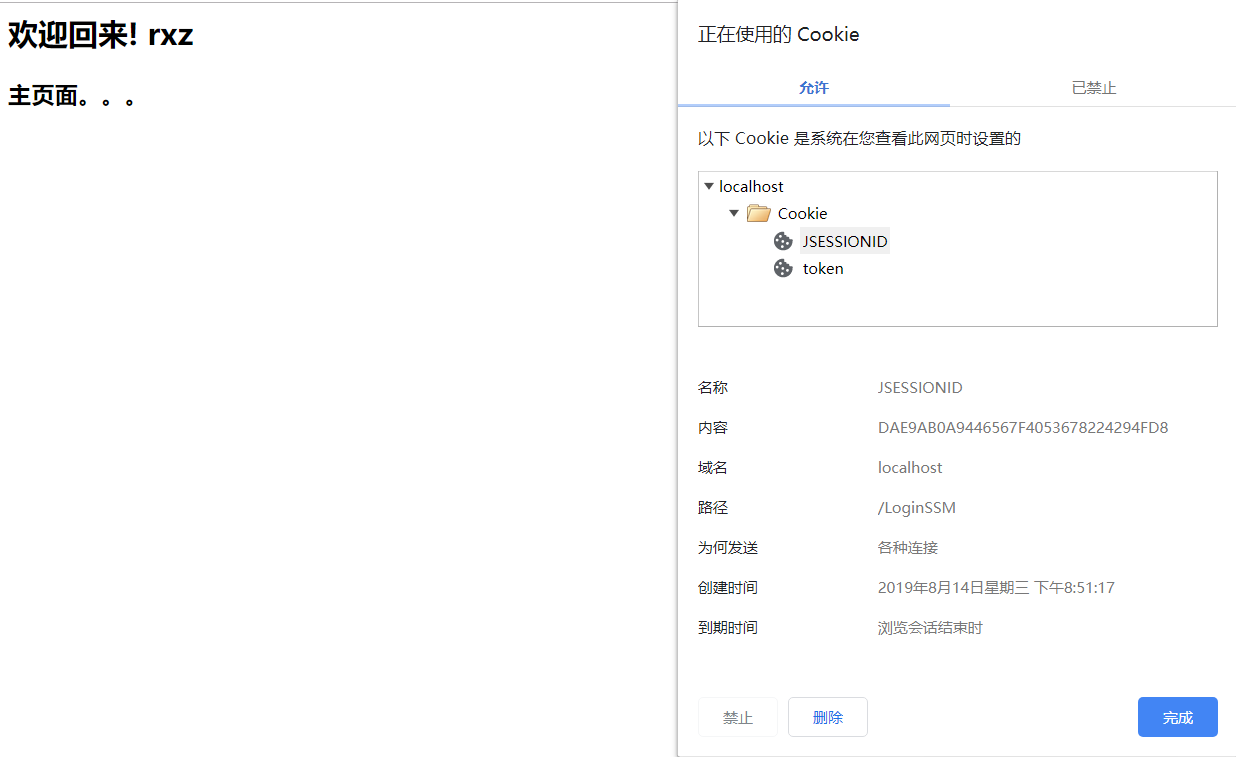 欢迎回来! rxz
主页面。。。
正在使用的 Cookie
允许
已禁止
以下 Cookie 是系统在您查看此网页时设置的
localhost
Cookie
JSESSIONID
token
名称 JSESSIONID
内容 DAE9AB0A9446567F4053678224294FD8
域名 localhost
路径 /LoginSSM
为何发送 各种连接
创建时间 2019年8月14日星期三 下午8:51:17
到期时间 浏览会话结束时
禁止
删除
完成